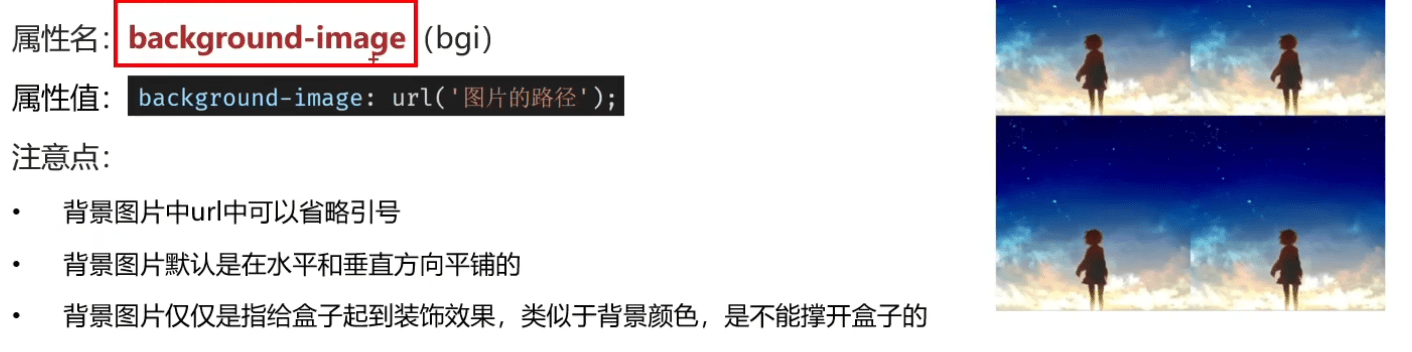 属性名：background-image（bgi）
属性值：background-image: url('图片的路径');
注意点：
• 背景图片中url中可以省略引号
• 背景图片默认是在水平和垂直方向平铺的
• 背景图片仅仅是指给盒子起到装饰效果，类似于背景颜色，是不能撑开盒子的